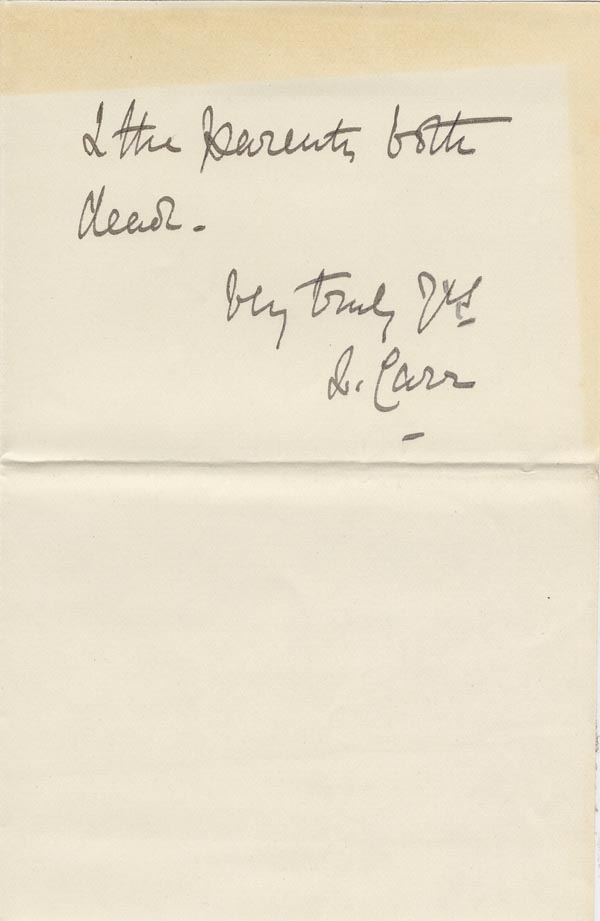 & the parents both
dead.
Very truly Yrs
L. Carr